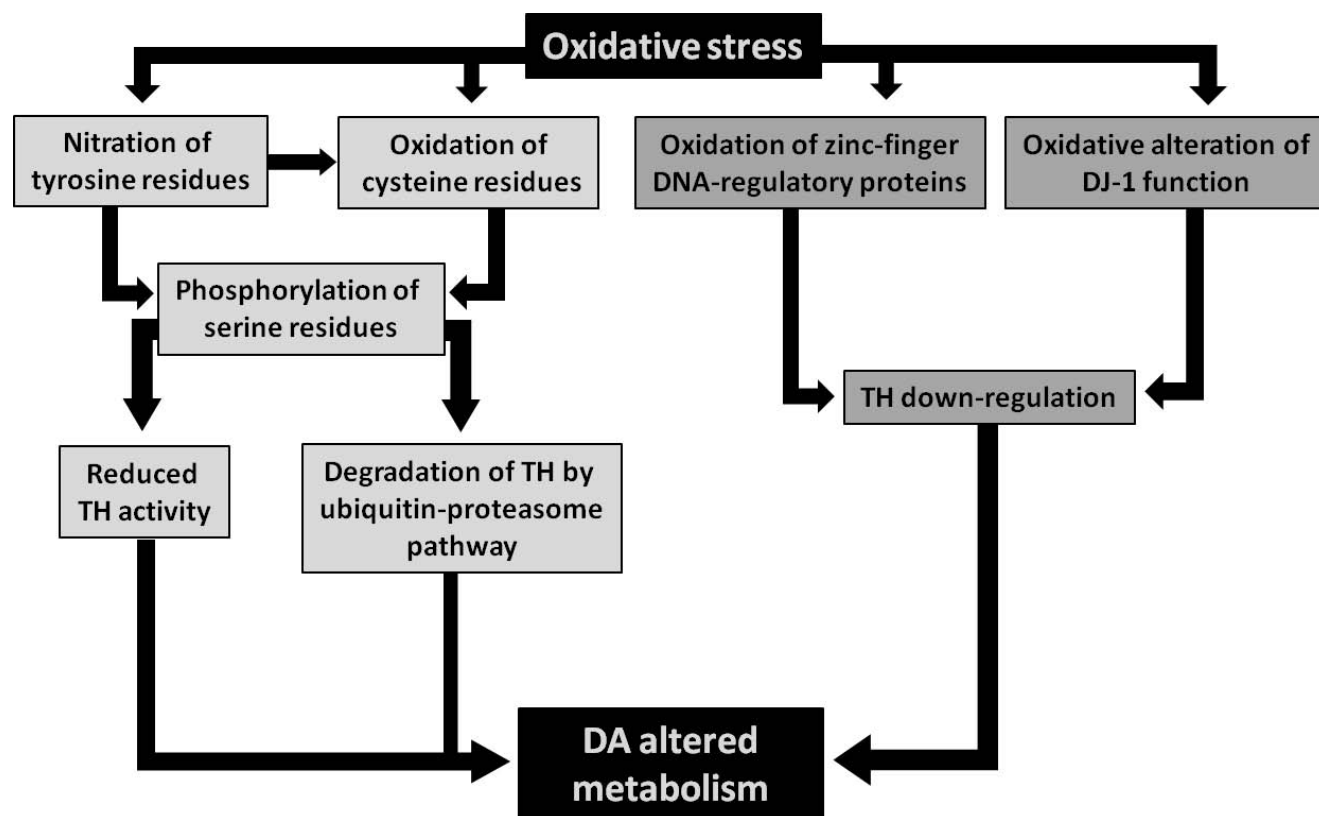 Oxidative stress
Nitration of
tyrosine residues
Oxidation of
cysteine residues
Oxidation of zinc-finger
DNA-regulatory proteins
Oxidative alteration of
DJ-1 function
Phosphorylation of
serine residues
TH down-regulation
Reduced
TH activity
Degradation of TH by
ubiquitin-proteasome
pathway
DA altered
metabolism